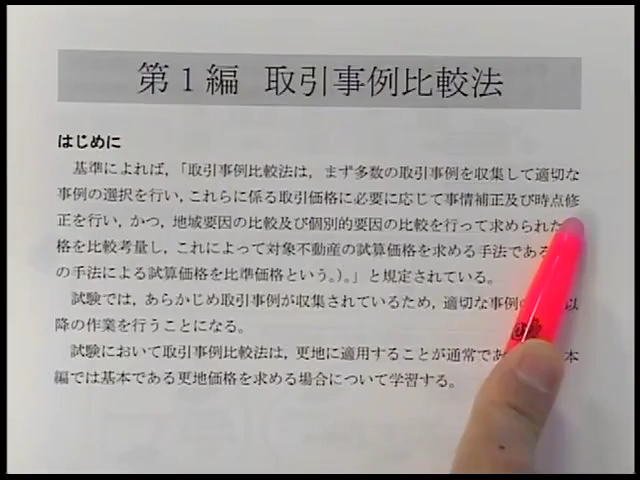 第1編 取引事例比較法
はじめに
基準によれば，「取引事例比較法は，まず多数の取引事例を収集して適切な
事例の選択を行い，これらに係る取引価格に必要に応じて事情補正及び時点修
正を行い，かつ，地域要因の比較及び個別的要因の比較を行って求められた
格を比較考量し，これによって対象不動産の試算価格を求める手法である
の手法による試算価格を比準価格という。）。」と規定されている。
試験では，あらかじめ取引事例が収集されているため，適切な事例の 以
降の作業を行うことになる。
試験において取引事例比較法は，更地に適用することが通常で 本
編では基本である更地価格を求める場合について学習する。